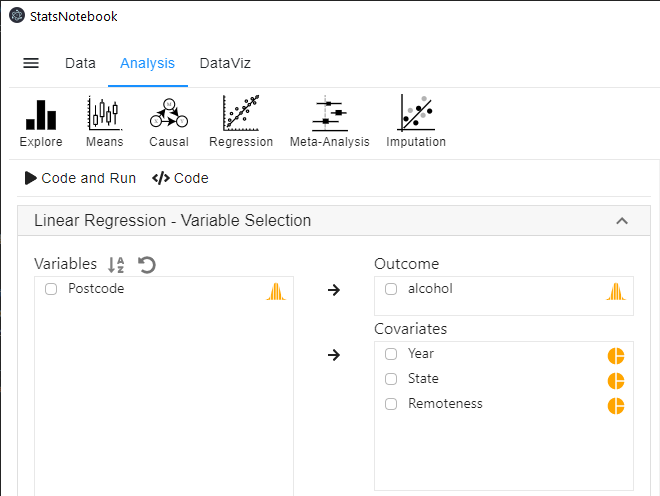 StatsNotebook
Data Analysis DataViz
Explore Means Causal Regression Meta-Analysis Imputation
Code and Run Code
Linear Regression - Variable Selection
Variables
Outcome
Postcode
alcohol
Covariates
Year
State
Remoteness